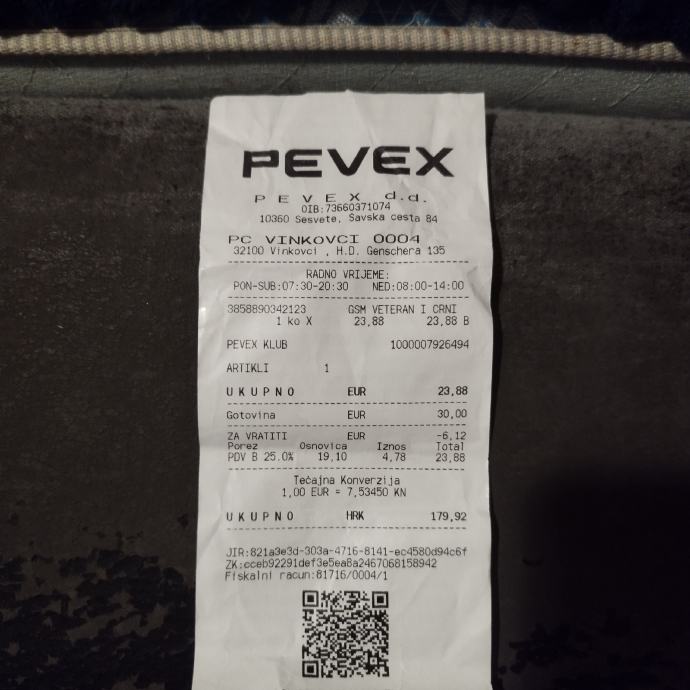 PEVEX
PEVEX d.d.
OIB:73660371074
10360 Sesvete, Savska cesta 84
PC VINKOVCI 0004
32100 Vinkovci , H.D. Genschera 135
RADNO VRIJEME:
PON-SUB:07:30-20:30 NED:08:00-14:00
3858890342123 GSM VETERAN I CRNI
1 ko X 23,88 23,88 B
PEVEX KLUB 1000007926494
ARTIKLI 1
UKUPNO EUR 23,88
Gotovina 30,00
ZA VRATITI EUR -6,12
Porez Osnovica Iznos Total
PDV B 25.0% 19,10 4,78 23,88
Tečajna Konverzija
1,00 EUR = 7,53450 KN
UKUPNO HRK 179,92
JIR:821a3e3d-303a-4716-8141-ec4580d94c6f
ZK:cceb92291def3e5ea8a2467068158942
Fiskalni racun:81716/0004/1